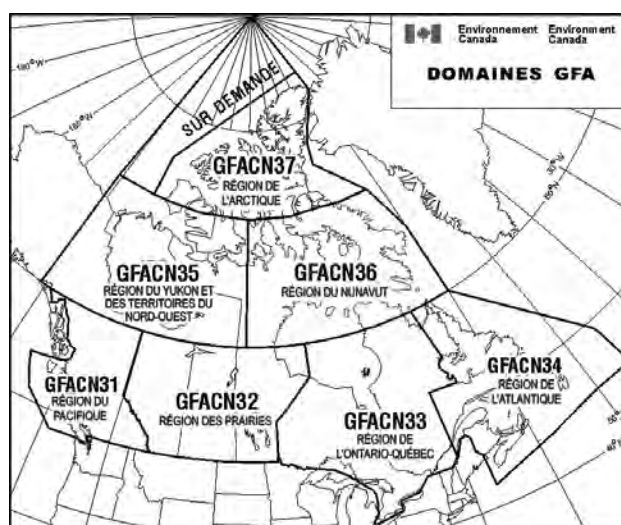 Environnement Canada
Environment Canada
DOMAINES GFA
SUR DEMANDE
180°W
GFACN37
RÉGION DE
L'ARCTIQUE
GFACN35
RÉGION DU YUKON ET
DES TERRITOIRES DU
NORD-OUEST
GFACN36
RÉGION DU NUNAVUT
GFACN31
RÉGION DU
PACIFIQUE
GFACN32
RÉGION DES PRAIRIES
GFACN33
RÉGION DE
L'ONTARIO-QUÉBEC
GFACN34
RÉGION DE
L'ATLANTIQUE